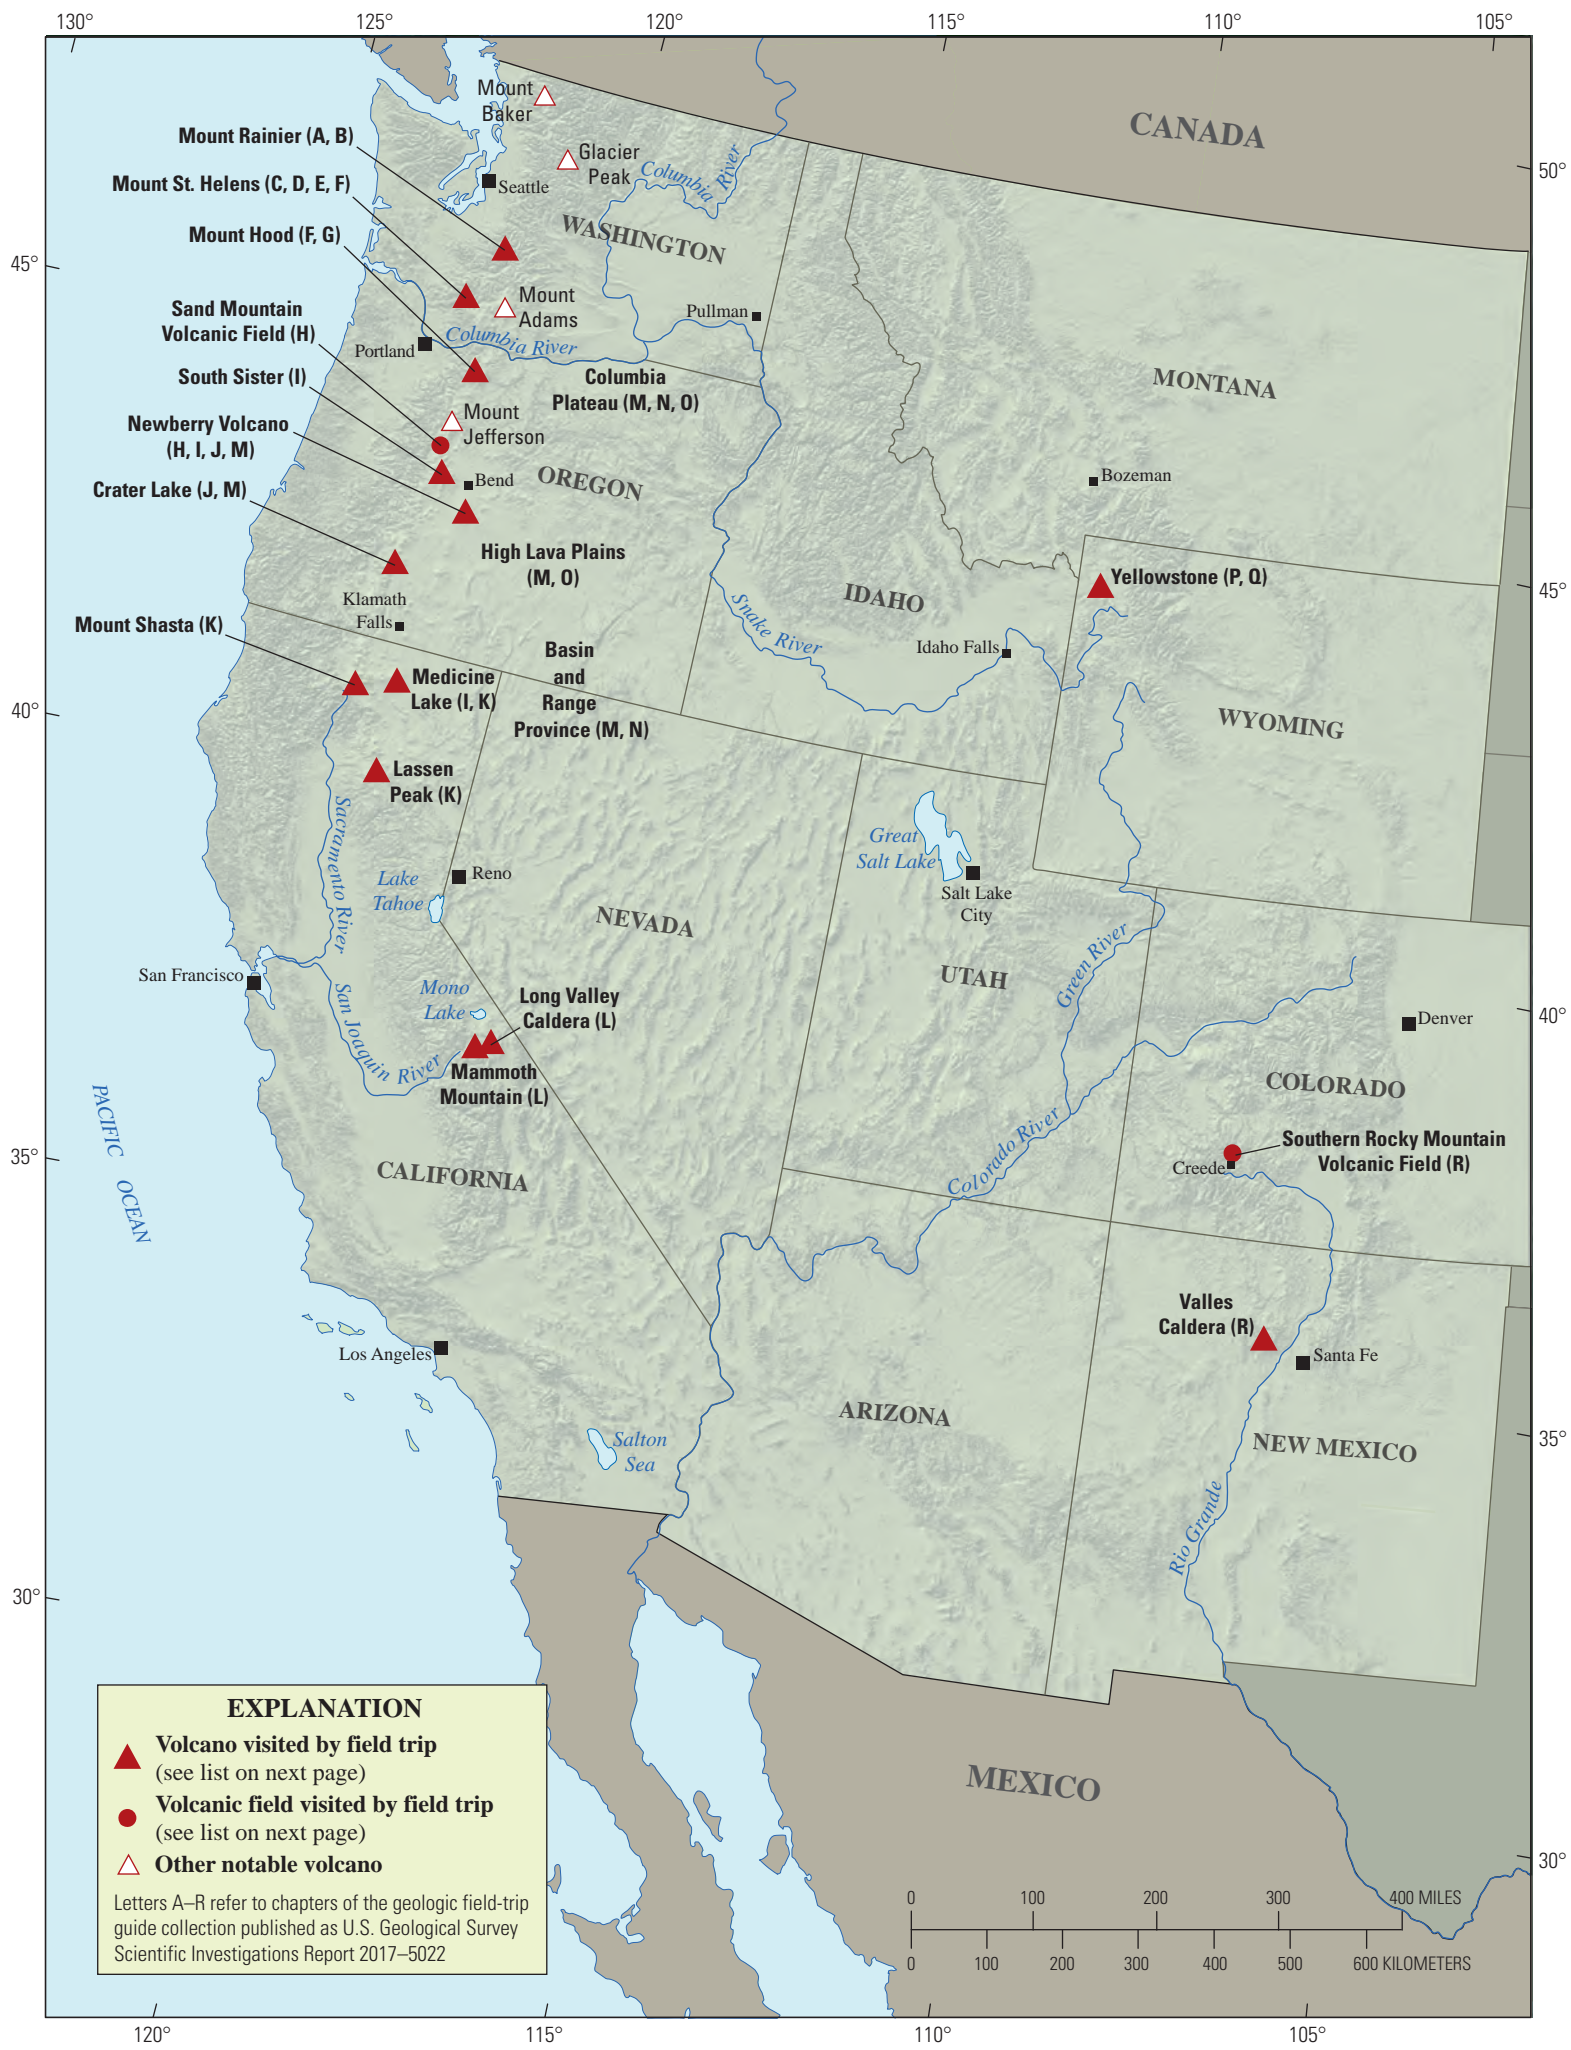 130°
125°
120°
115°
110°
105°
CANADA
Mount
Baker
Mount Rainier (A, B)
Glacier
Peak
Columbia
River
50°
Mount St. Helens (C, D, E, F)
Seattle
WASHINGTON
Mount Hood (F, G)
45°
Mount
Adams
Sand Mountain
Volcanic Field (H)
Pullman
Columbia River
Portland
South Sister (I)
Columbia
Plateau (M, N, O)
MONTANA
Mount
Jefferson
Newberry Volcano
(H, I, J, M)
Bend
OREGON
Bozeman
Crater Lake (J, M)
High Lava Plains
(M, O)
Yellowstone (P, Q)
45°
IDAHO
Klamath
Falls
Snake River
Mount Shasta (K)
Idaho Falls
Basin
and
Range
Province (M, N)
Medicine
Lake (I, K)
40°
WYOMING
Lassen
Peak (K)
Sacramento River
Great
Salt Lake
Reno
Lake
Tahoe
Salt Lake
City
NEVADA
Green River
San Francisco
UTAH
Mono
Lake
Long Valley
Caldera (L)
San Joaquin River
Mammoth
Mountain (L)
40°
Denver
COLORADO
PACIFIC OCEAN
Colorado River
Southern Rocky Mountain
Volcanic Field (R)
Creede
35°
CALIFORNIA
Valles
Caldera (R)
Santa Fe
Los Angeles
ARIZONA
NEW MEXICO
35°
Salton
Sea
Rio Grande
30°
MEXICO
30°
EXPLANATION
Volcano visited by field trip
(see list on next page)
Volcanic field visited by field trip
(see list on next page)
Other notable volcano
Letters A–R refer to chapters of the geologic field-trip
guide collection published as U.S. Geological Survey
Scientific Investigations Report 2017–5022
0 100 200 300 400 MILES
0 100 200 300 400 500 600 KILOMETERS
120°
115°
110°
105°